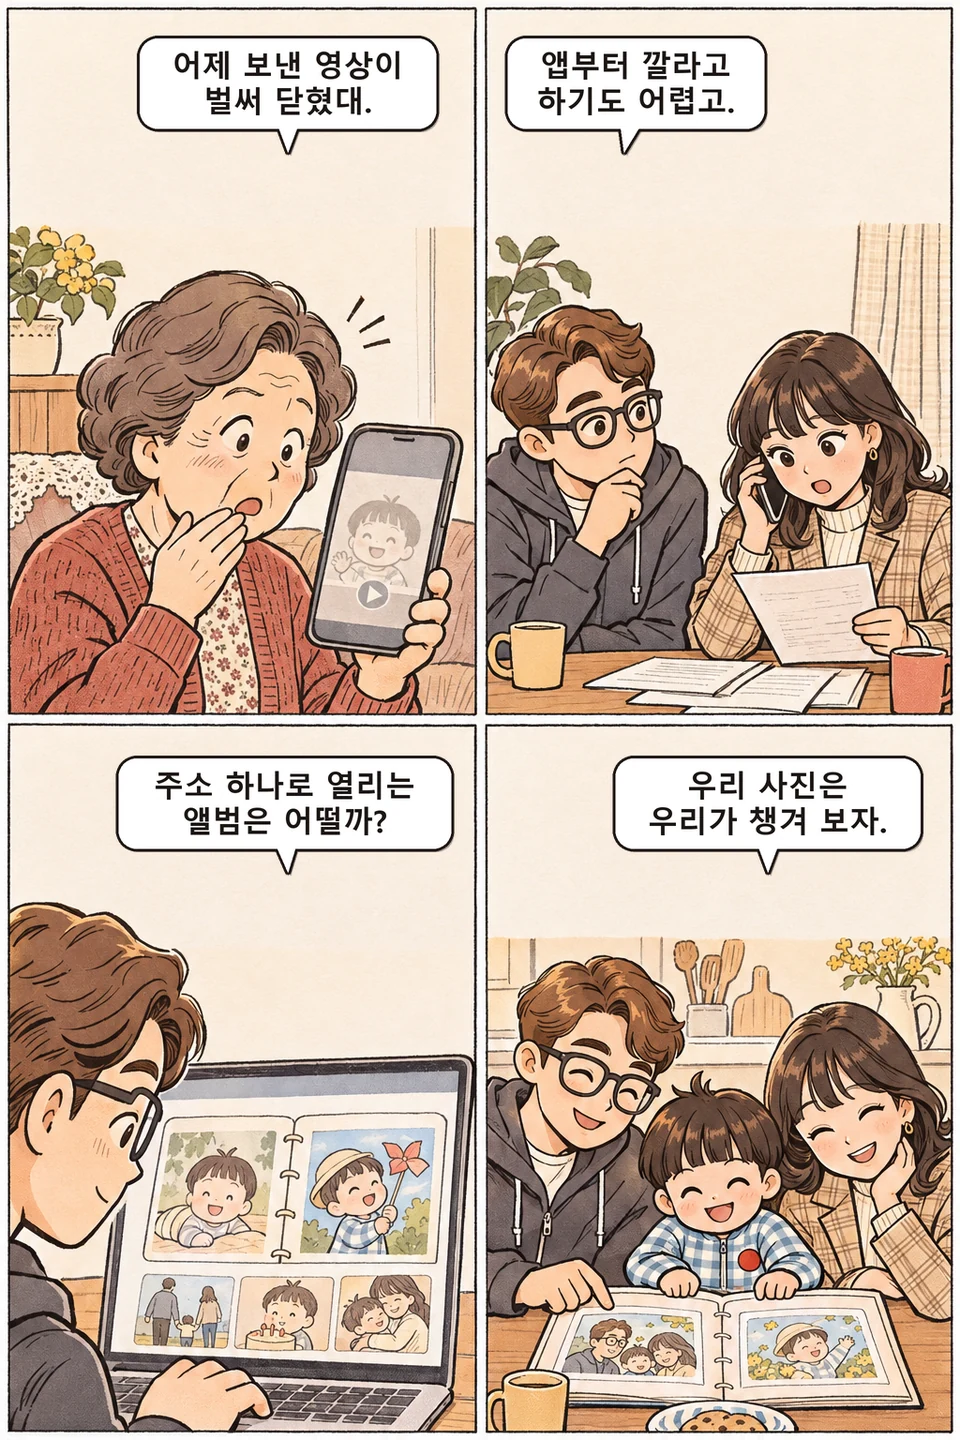 어제 보낸 영상이
벌써 닫혔대.
앱부터 깔라고
하기도 어렵고.
주소 하나로 열리는
앨범은 어떨까?
우리 사진은
우리가 챙겨 보자.